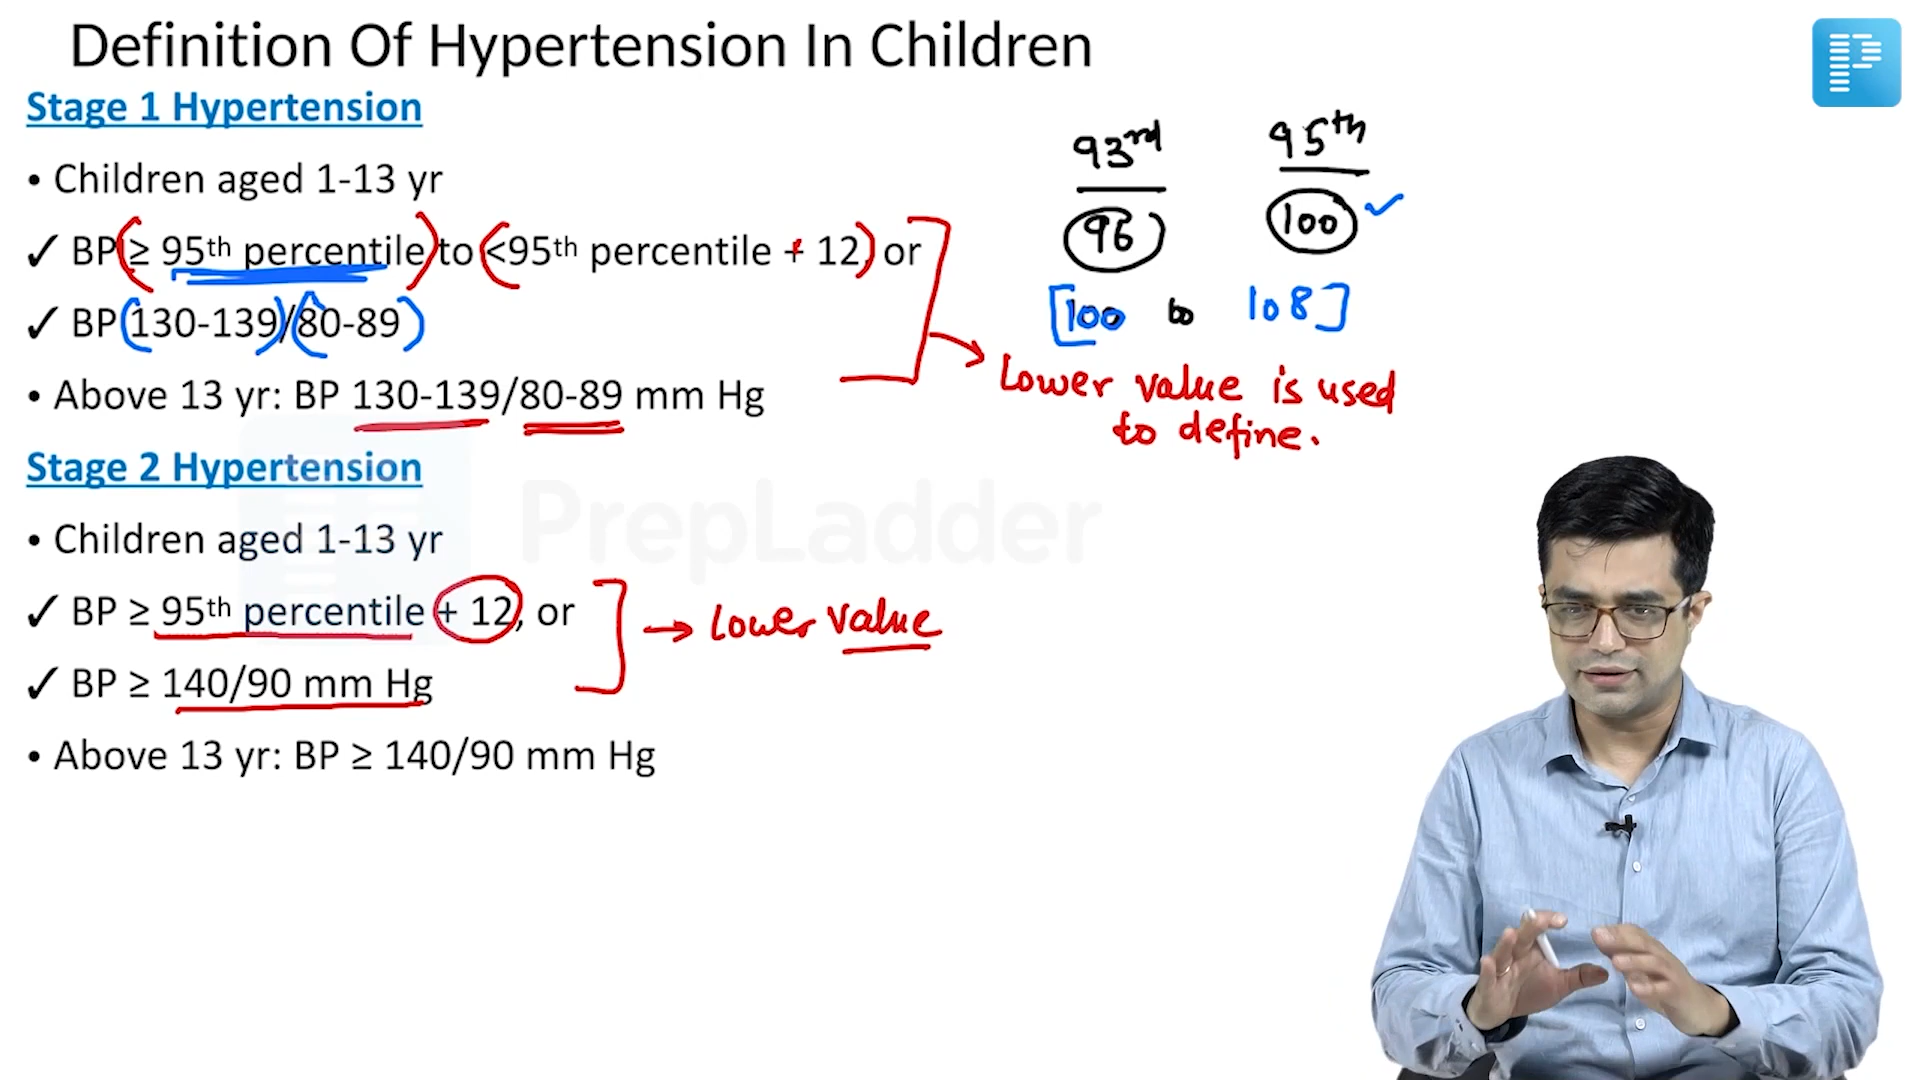 Definition Of Hypertension In Children
Stage 1 Hypertension
• Children aged 1-13 yr
✓ BP ≥ 95th percentile to <95th percentile + 12, or
✓ BP 130-139/80-89
• Above 13 yr: BP 130-139/80-89 mm Hg
93rd 95th
96 100 ✓
[100 to 108]
Lower value is used
to define.
Stage 2 Hypertension
• Children aged 1-13 yr
✓ BP ≥ 95th percentile + 12, or
✓ BP ≥ 140/90 mm Hg
→ Lower value
• Above 13 yr: BP ≥ 140/90 mm Hg
PrepLadder